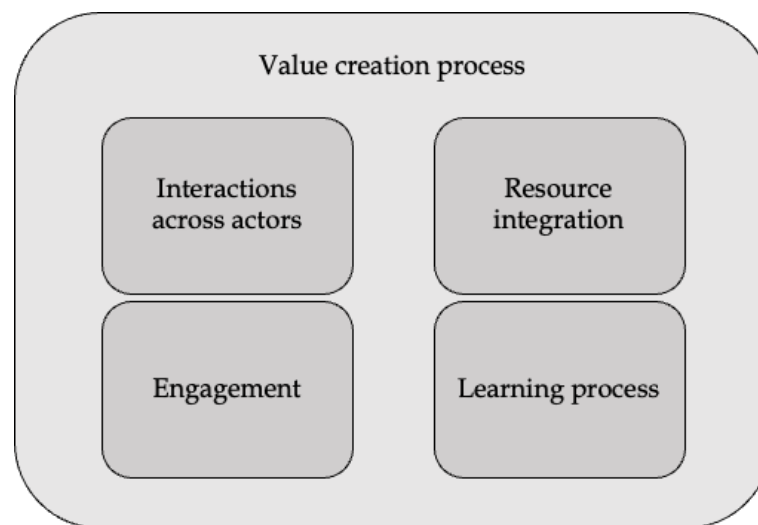 Value creation process
Interactions
across actors
Resource
integration
Engagement
Learning process